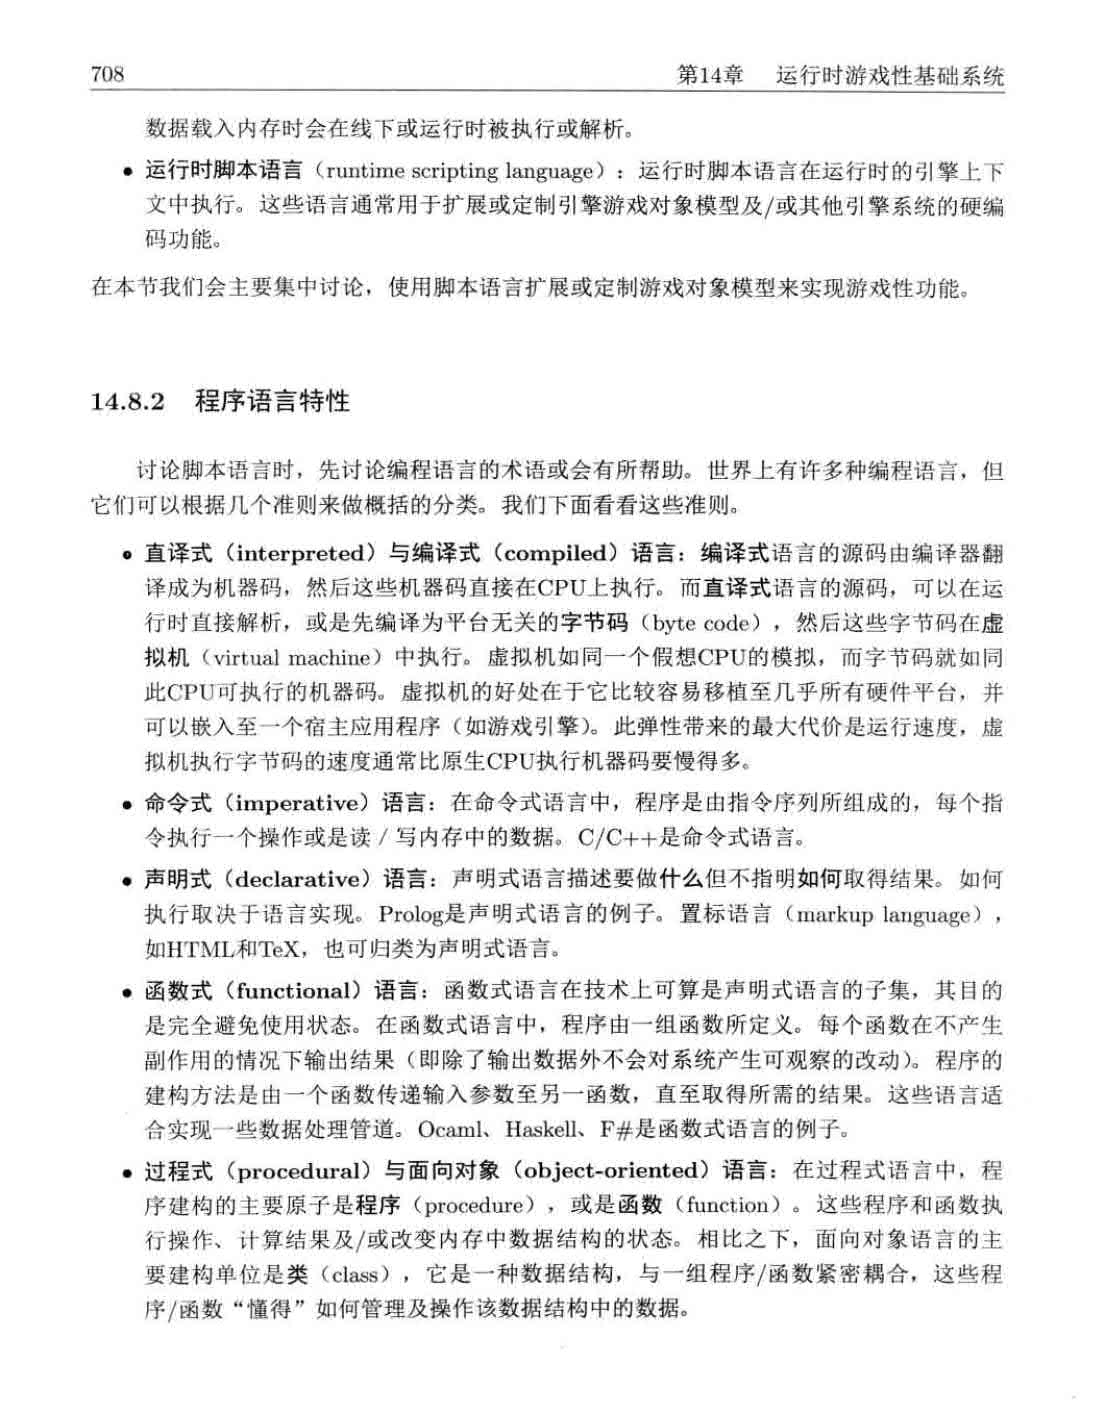 708
第14章 运行时游戏性基础系统
数据载入内存时会在线下或运行时被执行或解析。
• 运行时脚本语言（runtime scripting language）：运行时脚本语言在运行时的引擎上下
文中执行。这些语言通常用于扩展或定制引擎游戏对象模型及/或其他引擎系统的硬编
码功能。
在本节我们会主要集中讨论，使用脚本语言扩展或定制游戏对象模型来实现游戏性功能。
14.8.2 程序语言特性
讨论脚本语言时，先讨论编程语言的术语或会有所帮助。世界上有许多种编程语言，但
它们可以根据几个准则来做概括的分类。我们下面看看这些准则。
• 直译式（interpreted）与编译式（compiled）语言：编译式语言的源码由编译器翻
译成为机器码，然后这些机器码直接在CPU上执行。而直译式语言的源码，可以在运
行时直接解析，或是先编译为平台无关的字节码（byte code），然后这些字节码在虚
拟机（virtual machine）中执行。虚拟机如同一个假想CPU的模拟，而字节码就如同
此CPU可执行的机器码。虚拟机的好处在于它比较容易移植至几乎所有硬件平台，并
可以嵌入至一个宿主应用程序（如游戏引擎）。此弹性带来的最大代价是运行速度，虚
拟机执行字节码的速度通常比原生CPU执行机器码要慢得多。
• 命令式（imperative）语言：在命令式语言中，程序是由指令序列所组成的，每个指
令执行一个操作或是读 / 写内存中的数据。C/C++是命令式语言。
• 声明式（declarative）语言：声明式语言描述要做什么但不指明如何取得结果。如何
执行取决于语言实现。Prolog是声明式语言的例子。置标语言（markup language），
如HTML和TeX，也可归类为声明式语言。
• 函数式（functional）语言：函数式语言在技术上可算是声明式语言的子集，其目的
是完全避免使用状态。在函数式语言中，程序由一组函数所定义。每个函数在不产生
副作用的情况下输出结果（即除了输出数据外不会对系统产生可观察的改动）。程序的
建构方法是由一个函数传递输入参数至另一函数，直至取得所需的结果。这些语言适
合实现一些数据处理管道。Ocaml、Haskell、F#是函数式语言的例子。
• 过程式（procedural）与面向对象（object-oriented）语言：在过程式语言中，程
序建构的主要原子是程序（procedure），或是函数（function）。这些程序和函数执
行操作、计算结果及/或改变内存中数据结构的状态。相比之下，面向对象语言的主
要建构单位是类（class），它是一种数据结构，与一组程序/函数紧密耦合，这些程
序/函数“懂得”如何管理及操作该数据结构中的数据。